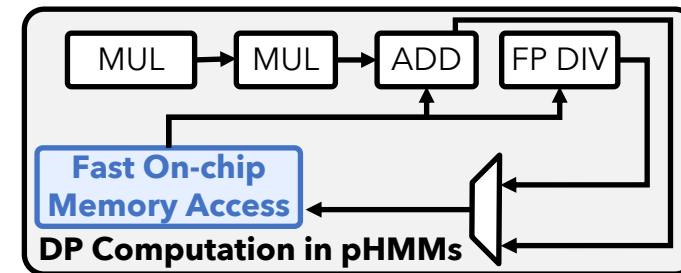 MUL MUL ADD FP DIV
Fast On-chip
Memory Access
DP Computation in pHMMs